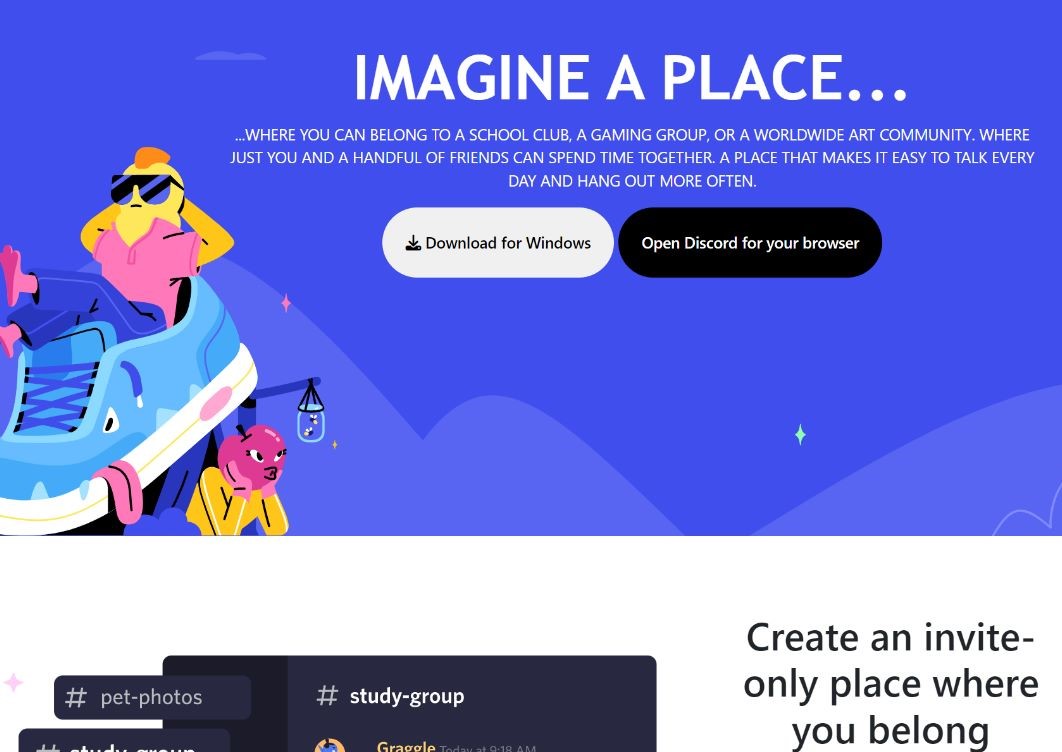 IMAGINE A PLACE...
...WHERE YOU CAN BELONG TO A SCHOOL CLUB, A GAMING GROUP, OR A WORLDWIDE ART COMMUNITY. WHERE
JUST YOU AND A HANDFUL OF FRIENDS CAN SPEND TIME TOGETHER. A PLACE THAT MAKES IT EASY TO TALK EVERY
DAY AND HANG OUT MORE OFTEN.
Download for Windows
Open Discord for your browser
# pet-photos
# study-group
# study-group
Graggle Today at 9:18 AM
Create an invite-
only place where
you belong